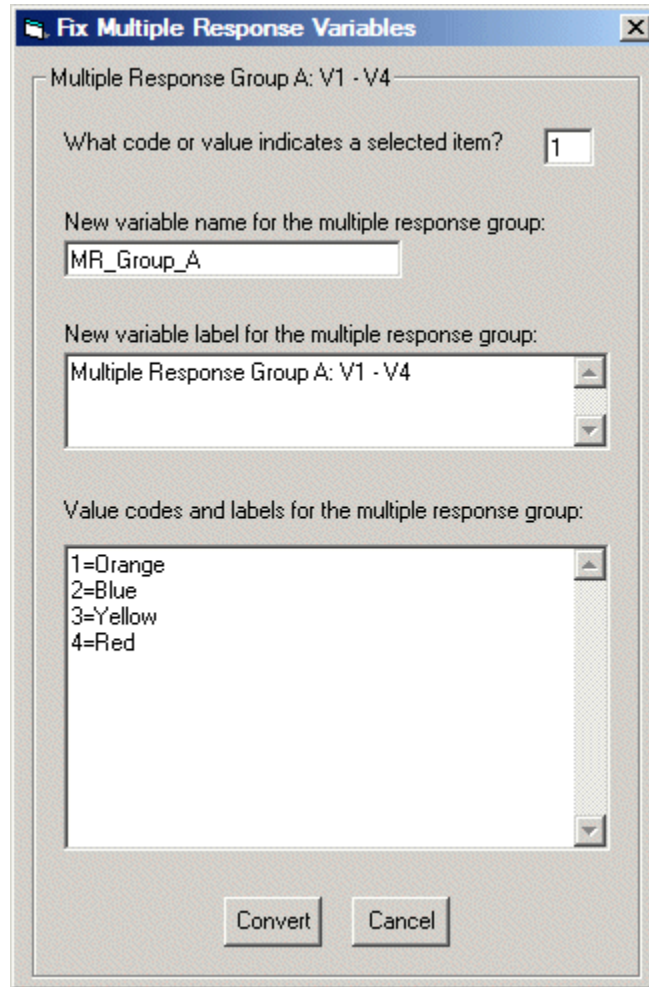 Fix Multiple Response Variables
Multiple Response Group A: V1 - V4
What code or value indicates a selected item? 1
New variable name for the multiple response group:
MR_Group_A
New variable label for the multiple response group:
Multiple Response Group A: V1 - V4
Value codes and labels for the multiple response group:
1=Orange
2=Blue
3=Yellow
4=Red
Convert Cancel